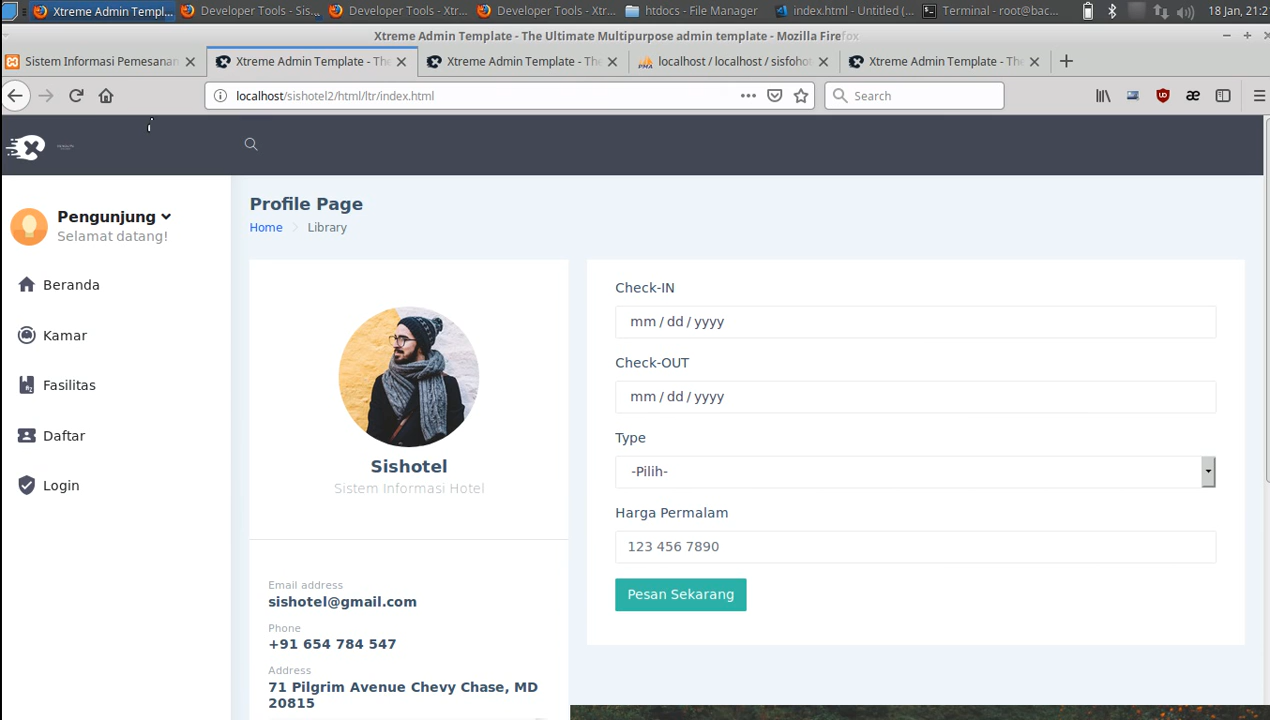 Xtreme Admin Templ...
Developer Tools - Sis...
Developer Tools - Xtr...
Developer Tools - Xtr...
htdocs - File Manager
index.html - Untitled (...
Terminal - root@bac...
18 Jan, 21:2
Xtreme Admin Template - The Ultimate Multipurpose admin template - Mozilla Firefox
Sistem Informasi Pemesanan
Xtreme Admin Template - The
Xtreme Admin Template - The
localhost / localhost / sisfohot
Xtreme Admin Template - The
localhost/sishotel2/html/ltr/index.html
Search
Pengunjung
Selamat datang!
Beranda
Kamar
Fasilitas
Daftar
Login
Profile Page
Home
Library
Sishotel
Sistem Informasi Hotel
Email address
sishotel@gmail.com
Phone
+91 654 784 547
Address
71 Pilgrim Avenue Chevy Chase, MD
20815
Check-IN
mm / dd / yyyy
Check-OUT
mm / dd / yyyy
Type
-Pilih-
Harga Permalam
123 456 7890
Pesan Sekarang